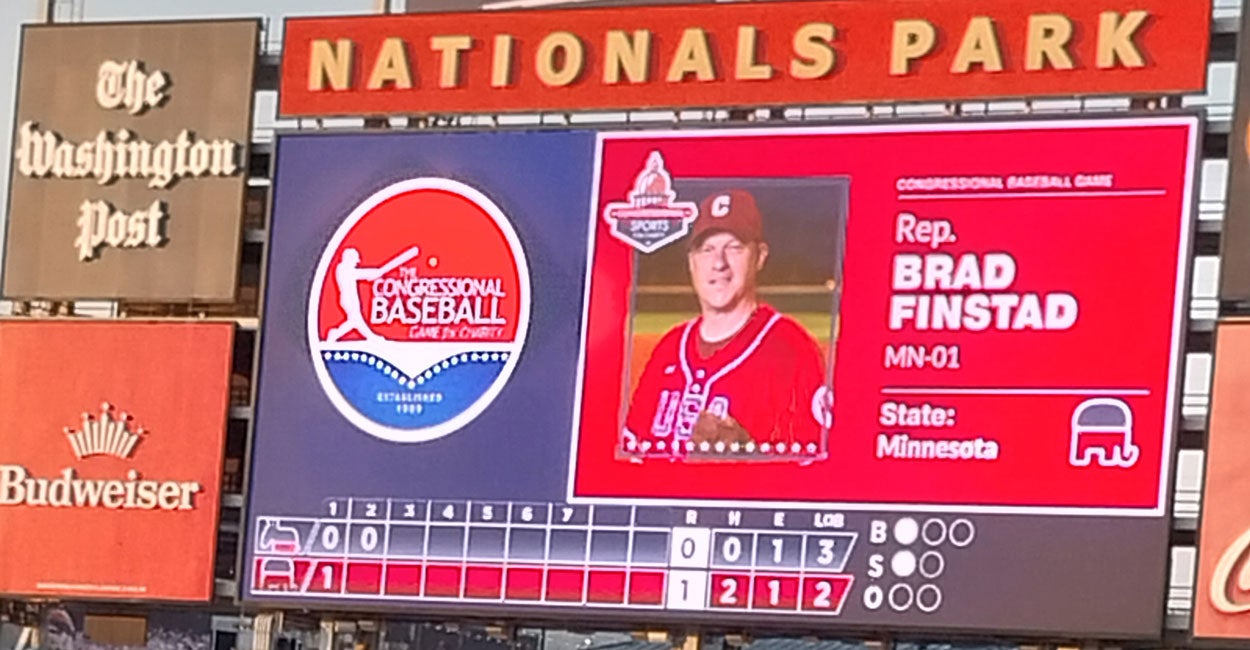 The
Washington
Post
Budweiser
NATIONALS PARK
THE
CONGRESSIONAL
BASEBALL
GAME for CHARITY
ESTABLISHED
1909
C
SPORTS
CONGRESSIONAL BASEBALL GAME
Rep.
BRAD
FINSTAD
MN-01
State:
Minnesota
1 2 3 4 5 6 7 R H E LOB
0 0 0 0 1 3
1 1 2 1 2
B
S
O